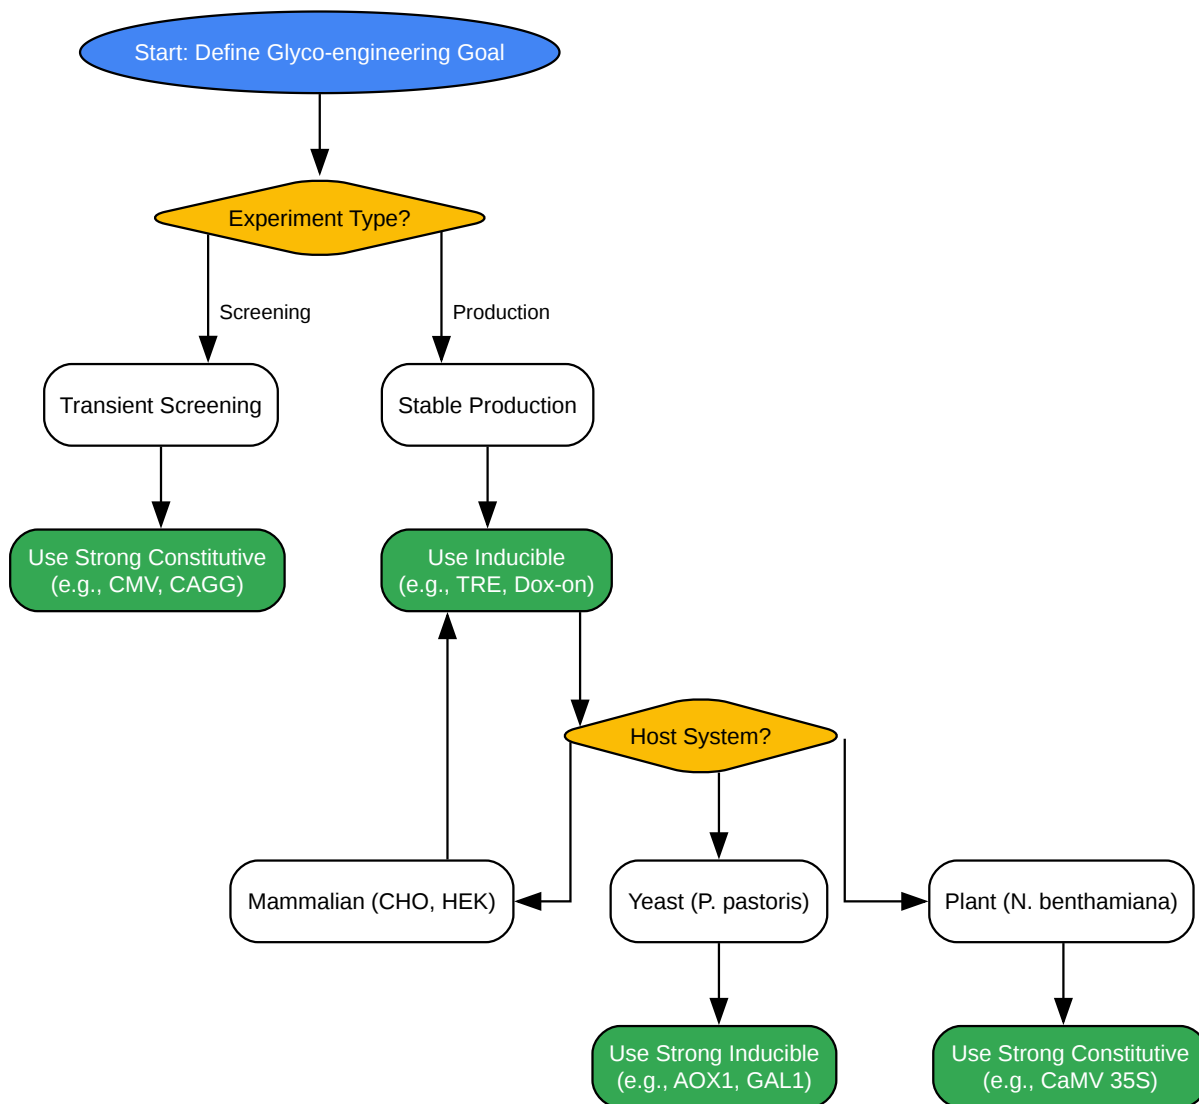 Start: Define Glyco-engineering Goal
Experiment Type?
Screening
Production
Transient Screening
Stable Production
Use Strong Constitutive
(e.g., CMV, CAGG)
Use Inducible
(e.g., TRE, Dox-on)
Host System?
Mammalian (CHO, HEK)
Yeast (P. pastoris)
Plant (N. benthamiana)
Use Strong Inducible
(e.g., AOX1, GAL1)
Use Strong Constitutive
(e.g., CaMV 35S)